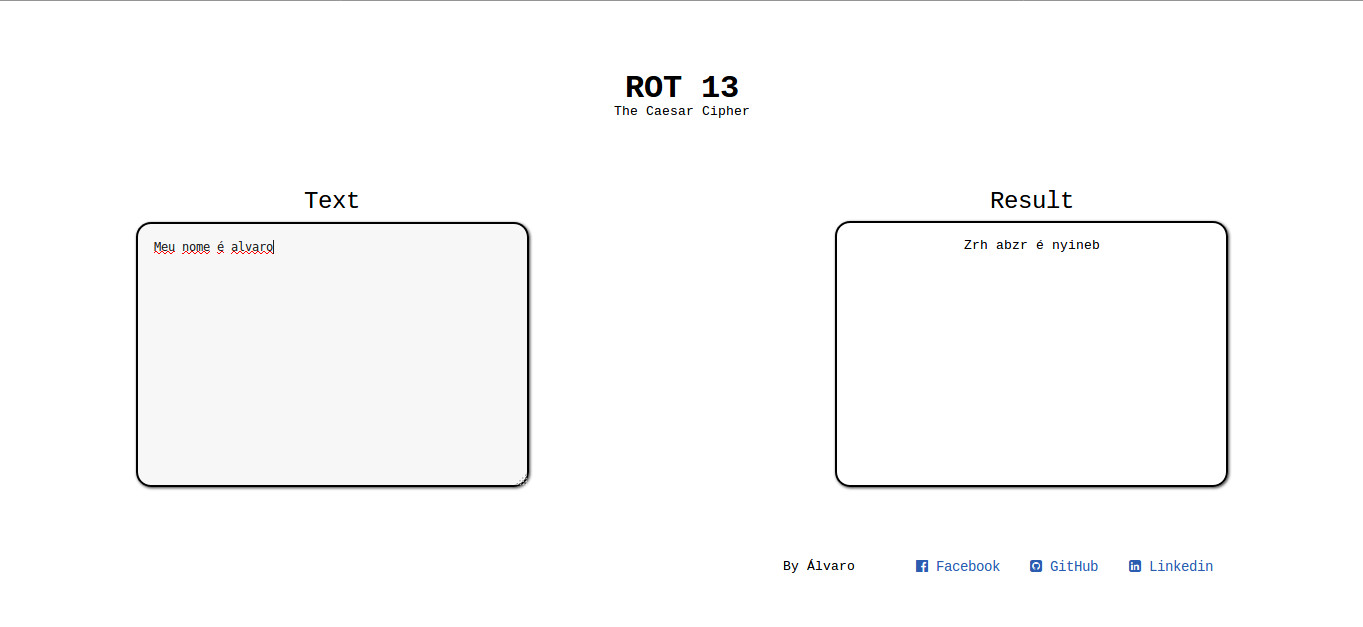 ROT 13
The Caesar Cipher
Text
Meu nome é alvaro
Result
Zrh abzr é nyineb
By Álvaro Facebook GitHub Linkedin